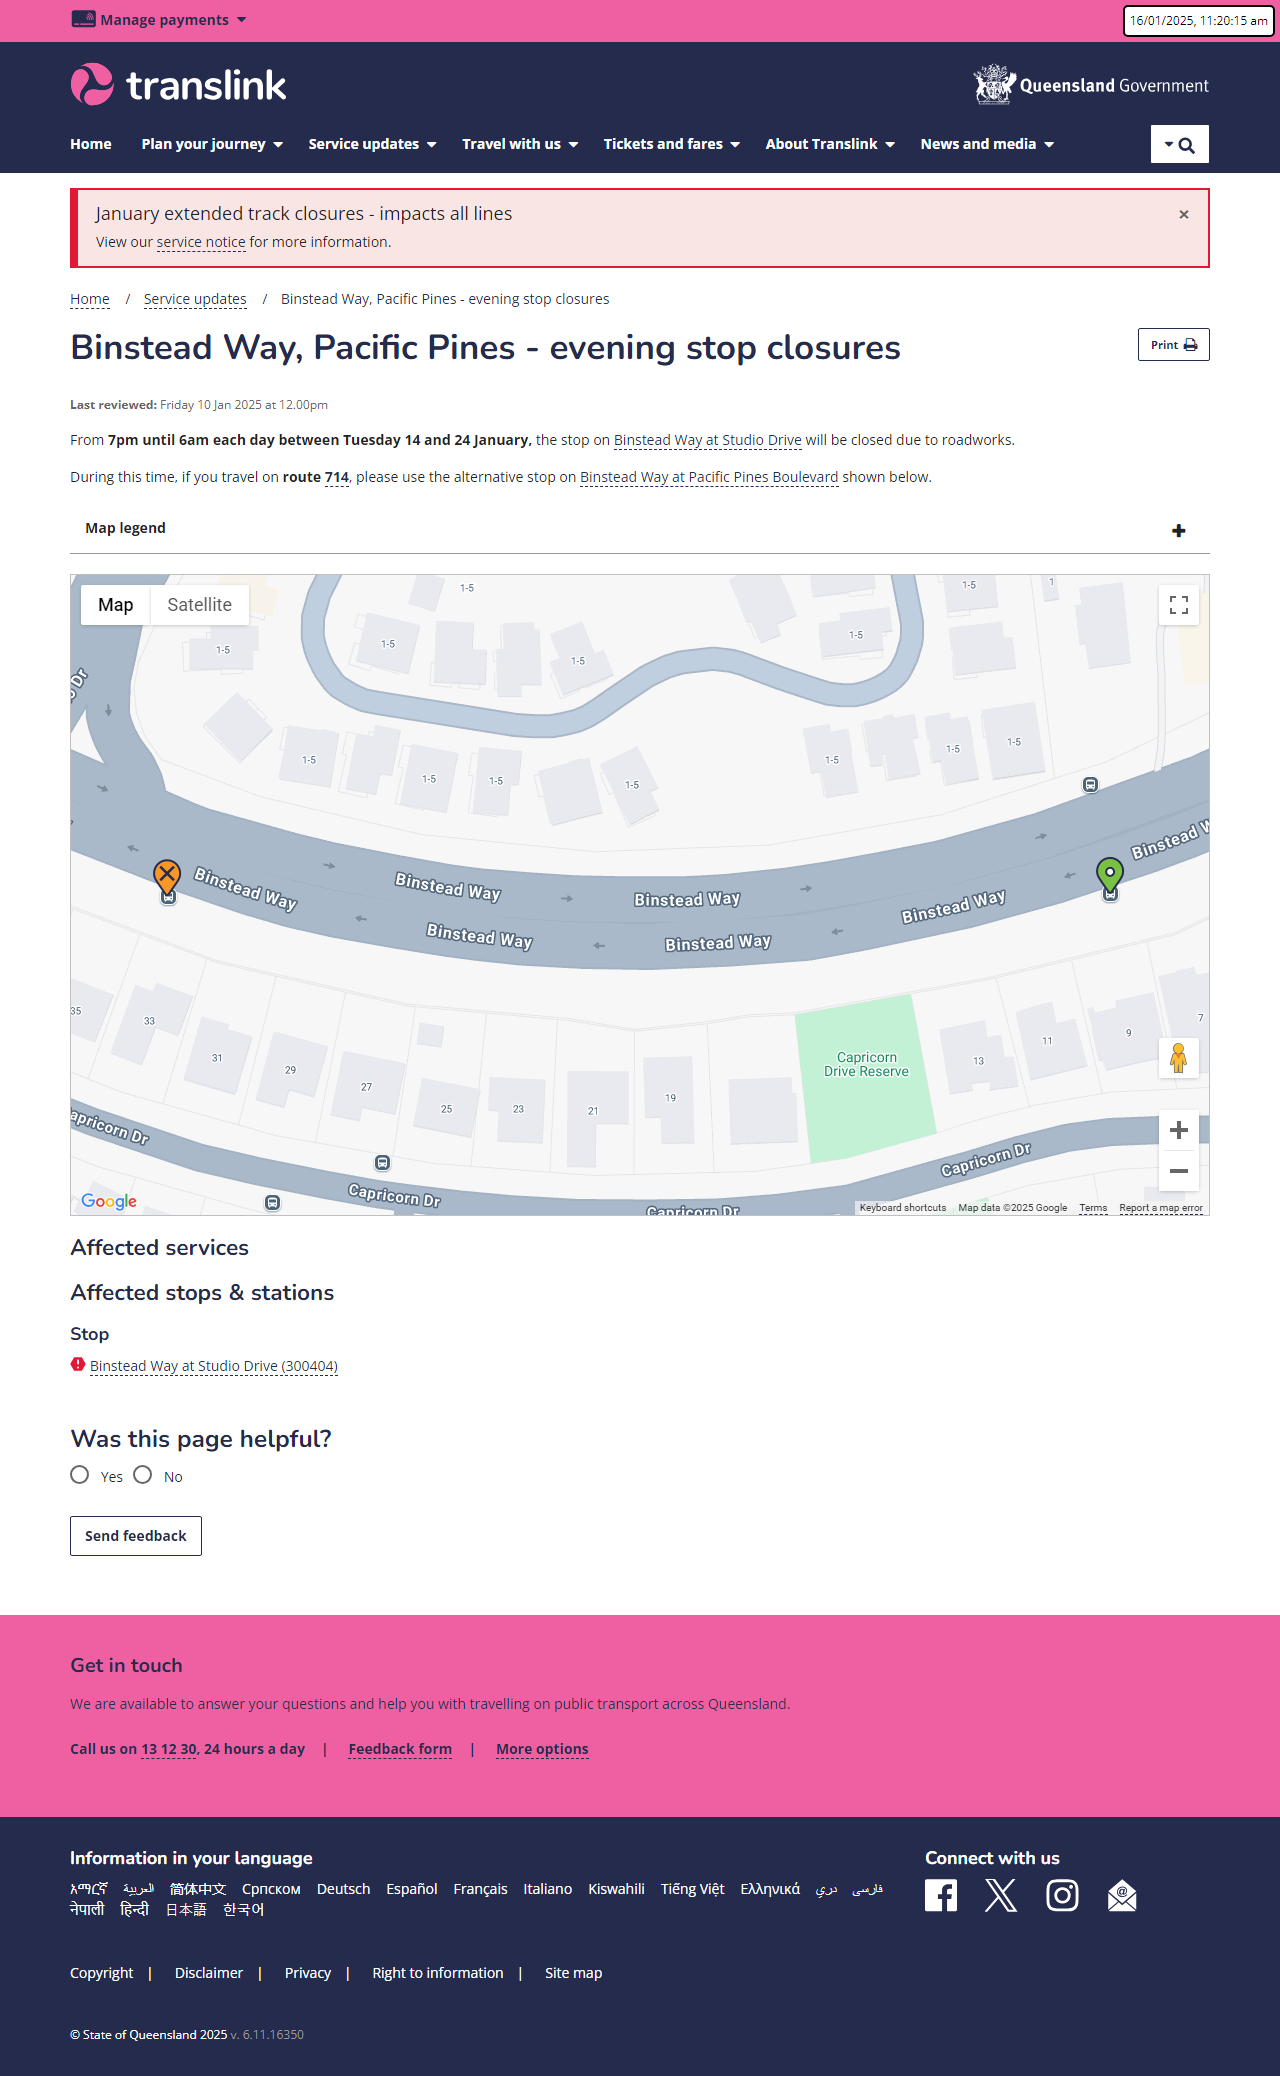 Manage payments
16/01/2025, 11:20:15 am
translink
Queensland Government
Home Plan your journey Service updates Travel with us Tickets and fares About Translink News and media
January extended track closures - impacts all lines
×
View our service notice for more information.
Home / Service updates / Binstead Way, Pacific Pines - evening stop closures
Binstead Way, Pacific Pines - evening stop closures
Print
Last reviewed: Friday 10 Jan 2025 at 12.00pm
From 7pm until 6am each day between Tuesday 14 and 24 January, the stop on Binstead Way at Studio Drive will be closed due to roadworks.
During this time, if you travel on route 714, please use the alternative stop on Binstead Way at Pacific Pines Boulevard shown below.
Map legend
Map Satellite
1-5
1-5
1
1-5
1-5
1-5
1-5
1-5
1-5
1-5
1-5
1-5
1-5
1-5
1-5
Binstead W
Binstead Way
Binstead Way
Binstead Way
Binstead Way
Binstead Way
Binstead Way
35
33
31
29
27
25
23
21
19
13
11
9
7
Capricorn
Drive Reserve
apricorn Dr
Capricorn Dr
Capricorn Dr
Capricorn Dr
Google
Keyboard shortcuts Map data ©2025 Google Terms Report a map error
Affected services
Affected stops & stations
Stop
Binstead Way at Studio Drive (300404)
Was this page helpful?
Yes No
Send feedback
Get in touch
We are available to answer your questions and help you with travelling on public transport across Queensland.
Call us on 13 12 30, 24 hours a day | Feedback form | More options
Information in your language
Connect with us
አማርኛ العربية 简体中文 Српском Deutsch Español Français Italiano Kiswahili Tiếng Việt Ελληνικά دري فارسی
नेपाली हिन्दी 日本語 한국어
Copyright | Disclaimer | Privacy | Right to information | Site map
© State of Queensland 2025 v. 6.11.16350